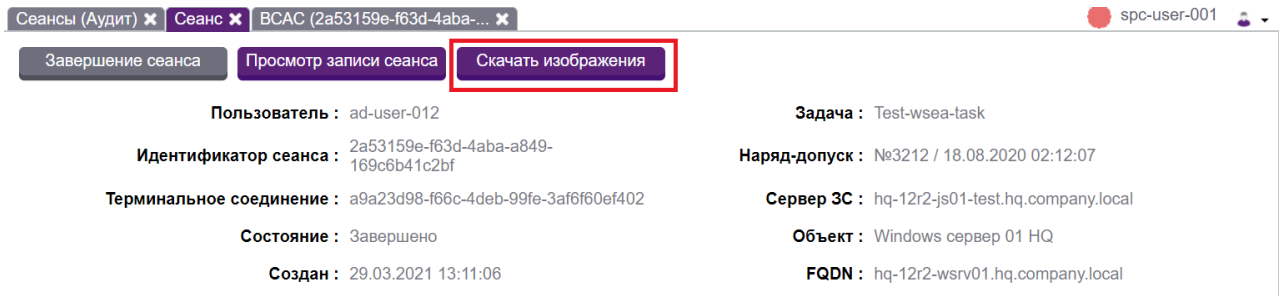 Сеансы (Аудит) ✖ Сеанс ✖ ВСАС (2a53159e-f63d-4aba-... ✖ spc-user-001
Завершение сеанса Просмотр записи сеанса Скачать изображения
Пользователь : ad-user-012 Задача : Test-wsea-task
Идентификатор сеанса : 2a53159e-f63d-4aba-a849-
169c6b41c2bf Наряд-допуск : №3212 / 18.08.2020 02:12:07
Терминальное соединение : a9a23d98-f66c-4deb-99fe-3af6f60ef402 Сервер ЗС : hq-12r2-js01-test.hq.company.local
Состояние : Завершено Объект : Windows сервер 01 HQ
Создан : 29.03.2021 13:11:06 FQDN : hq-12r2-wsrv01.hq.company.local